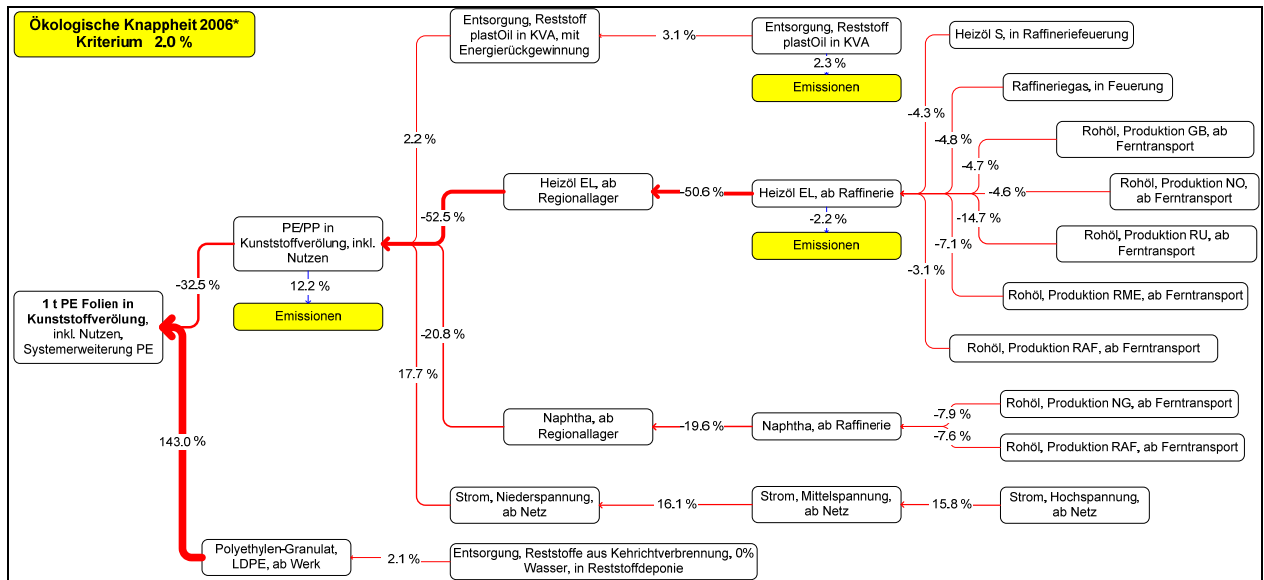 Ökologische Knappheit 2006*
Kriterium 2.0 %
Entsorgung, Reststoff
plastOil in KVA, mit
Energierückgewinnung
3.1 %
Entsorgung, Reststoff
plastOil in KVA
2.3 %
Emissionen
Heizöl S, in Raffineriefeuerung
Raffineriegas, in Feuerung
Rohöl, Produktion GB, ab
Ferntransport
Rohöl, Produktion NO,
ab Ferntransport
Rohöl, Produktion RU, ab
Ferntransport
Rohöl, Produktion RME, ab Ferntransport
Rohöl, Produktion RAF, ab Ferntransport
-4.3 %
-4.8 %
-4.7 %
-4.6 %
-14.7 %
-7.1 %
-3.1 %
2.2 %
Heizöl EL, ab
Regionallager
-50.6 %
Heizöl EL, ab Raffinerie
-2.2 %
Emissionen
-52.5 %
PE/PP in
Kunststoffverölung, inkl.
Nutzen
12.2 %
Emissionen
-32.5 %
1 t PE Folien in
Kunststoffverölung,
inkl. Nutzen,
Systemerweiterung PE
-20.8 %
17.7 %
Naphtha, ab
Regionallager
-19.6 %
Naphtha, ab Raffinerie
-7.9 %
-7.6 %
Rohöl, Produktion NG, ab Ferntransport
Rohöl, Produktion RAF, ab Ferntransport
143.0 %
Strom, Niederspannung,
ab Netz
16.1 %
Strom, Mittelspannung,
ab Netz
15.8 %
Strom, Hochspannung,
ab Netz
Polyethylen-Granulat,
LDPE, ab Werk
2.1 %
Entsorgung, Reststoffe aus Kehrichtverbrennung, 0%
Wasser, in Reststoffdeponie